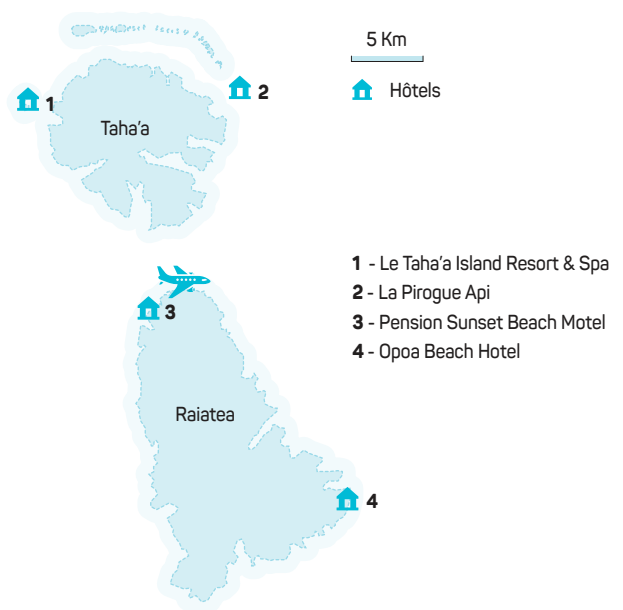 5 Km
Hôtels
1
2
Taha'a
3
Raiatea
4
1 - Le Taha'a Island Resort & Spa
2 - La Pirogue Api
3 - Pension Sunset Beach Motel
4 - Opoa Beach Hotel